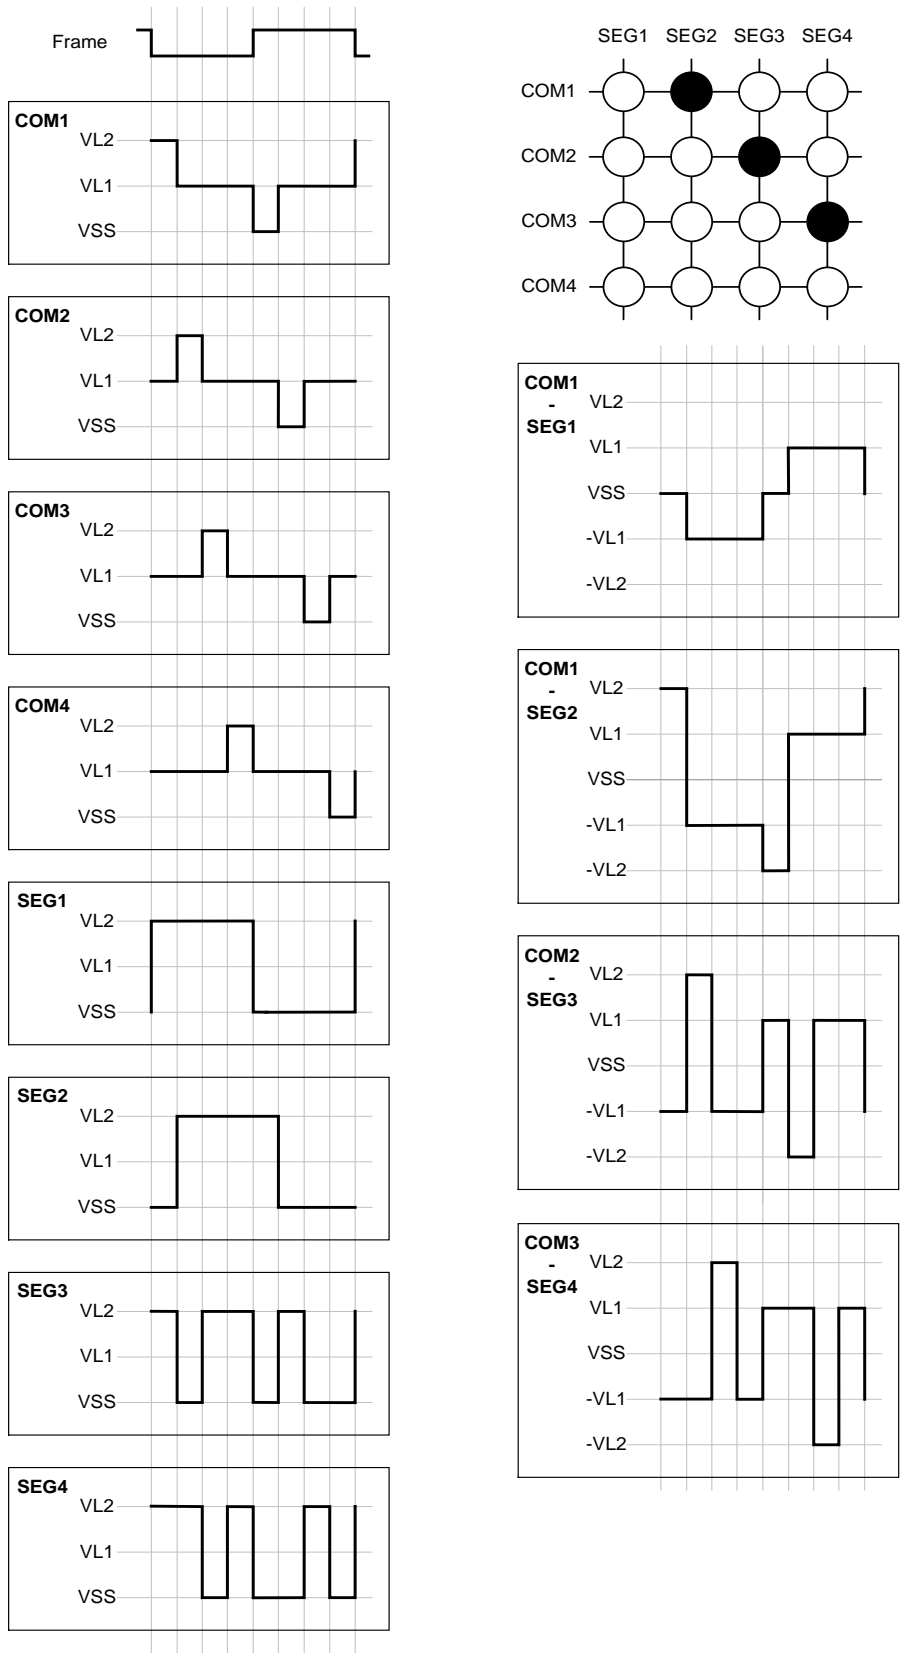 Frame
COM1
VL2
VL1
VSS
COM2
VL2
VL1
VSS
COM3
VL2
VL1
VSS
COM4
VL2
VL1
VSS
SEG1
VL2
VL1
VSS
SEG2
VL2
VL1
VSS
SEG3
VL2
VL1
VSS
SEG4
VL2
VL1
VSS
SEG1 SEG2 SEG3 SEG4
COM1
COM2
COM3
COM4
COM1
-
SEG1
VL2
VL1
VSS
-VL1
-VL2
COM1
-
SEG2
VL2
VL1
VSS
-VL1
-VL2
COM2
-
SEG3
VL2
VL1
VSS
-VL1
-VL2
COM3
-
SEG4
VL2
VL1
VSS
-VL1
-VL2